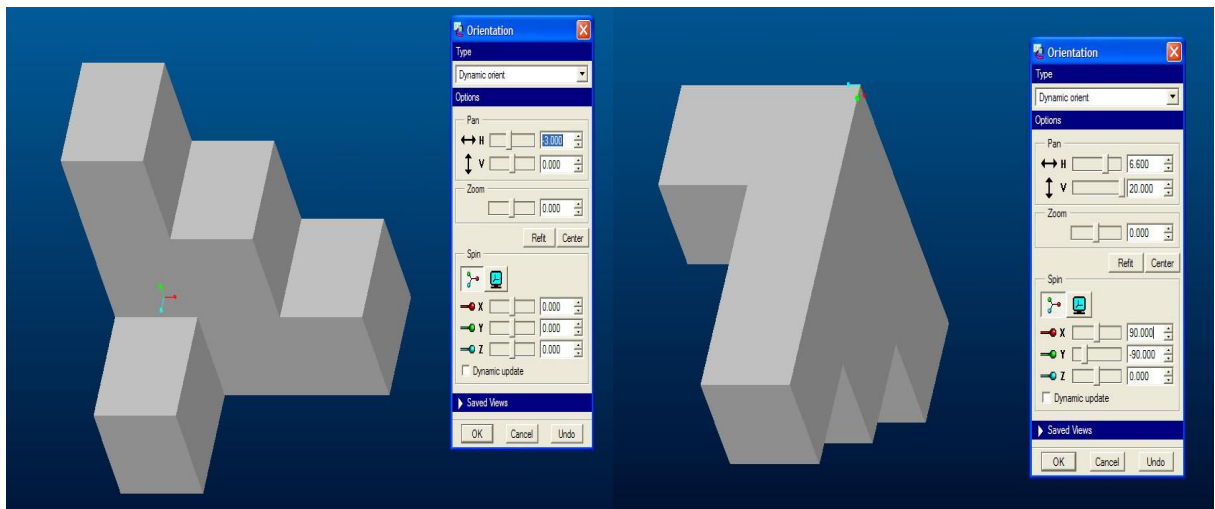 Orientation
Type
Dynamic orient
Options
Pan
H -3.000
V 0.000
Zoom
0.000
Refit Center
Spin
X 0.000
Y 0.000
Z 0.000
Dynamic update
Saved Views
OK Cancel Undo
Orientation
Type
Dynamic orient
Options
Pan
H 6.600
V 20.000
Zoom
0.000
Refit Center
Spin
X 90.000
Y -90.000
Z 0.000
Dynamic update
Saved Views
OK Cancel Undo